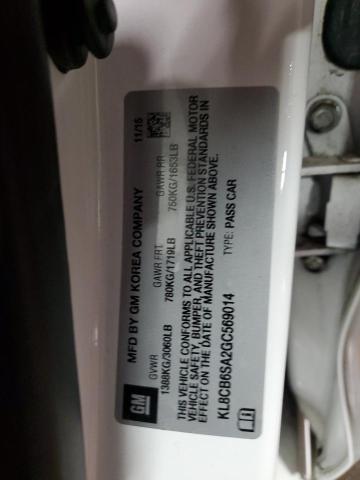 GM
MFD BY GM KOREA COMPANY
11/15
GVWR
GAWR FRT
GAWR RR
1388KG/3060LB
780KG/1719LB
750KG/1653LB
THIS VEHICLE CONFORMS TO ALL APPLICABLE U.S. FEDERAL MOTOR
VEHICLE SAFETY, BUMPER, AND THEFT PREVENTION STANDARDS IN
EFFECT ON THE DATE OF MANUFACTURE SHOWN ABOVE.
KL8CB6SA2GC569014
TYPE: PASS CAR